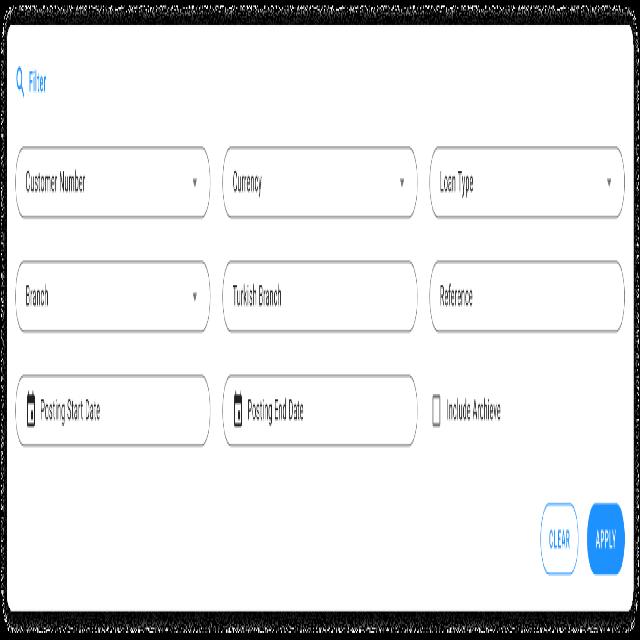 Filter
Customer Number Currency Loan Type
Branch Turkish Branch Reference
Posting Start Date Posting End Date Include Archieve
CLEAR APPLY